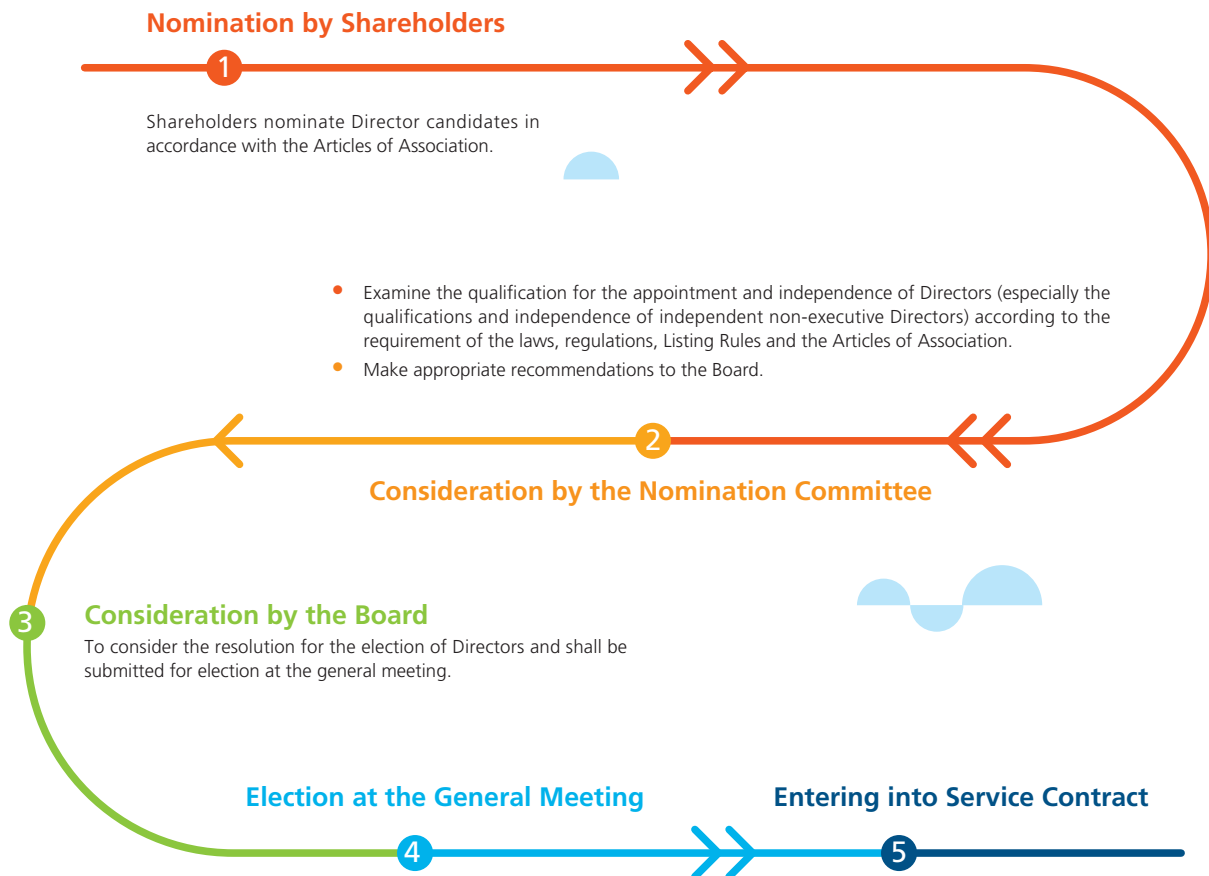 Nomination by Shareholders
1
Shareholders nominate Director candidates in
accordance with the Articles of Association.
• Examine the qualification for the appointment and independence of Directors (especially the
qualifications and independence of independent non-executive Directors) according to the
requirement of the laws, regulations, Listing Rules and the Articles of Association.
• Make appropriate recommendations to the Board.
2
Consideration by the Nomination Committee
3
Consideration by the Board
To consider the resolution for the election of Directors and shall be
submitted for election at the general meeting.
Election at the General Meeting
4
Entering into Service Contract
5